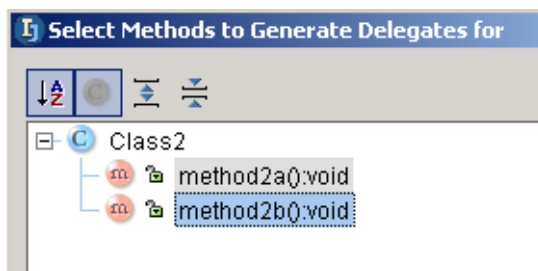 Select Methods to Generate Delegates for
Class2
method2a():void
method2b():void